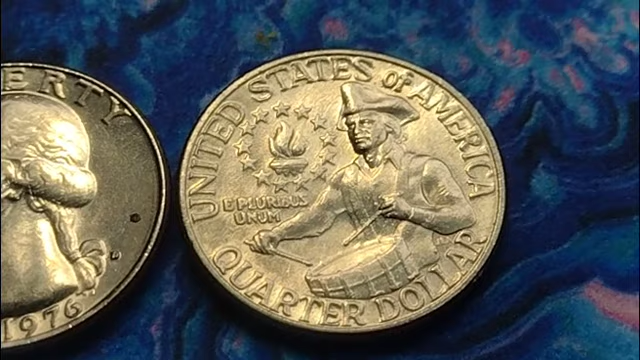 ERTY
1976
UNITED STATES of AMERICA
E PLURIBUS
UNUM
QUARTER DOLLAR